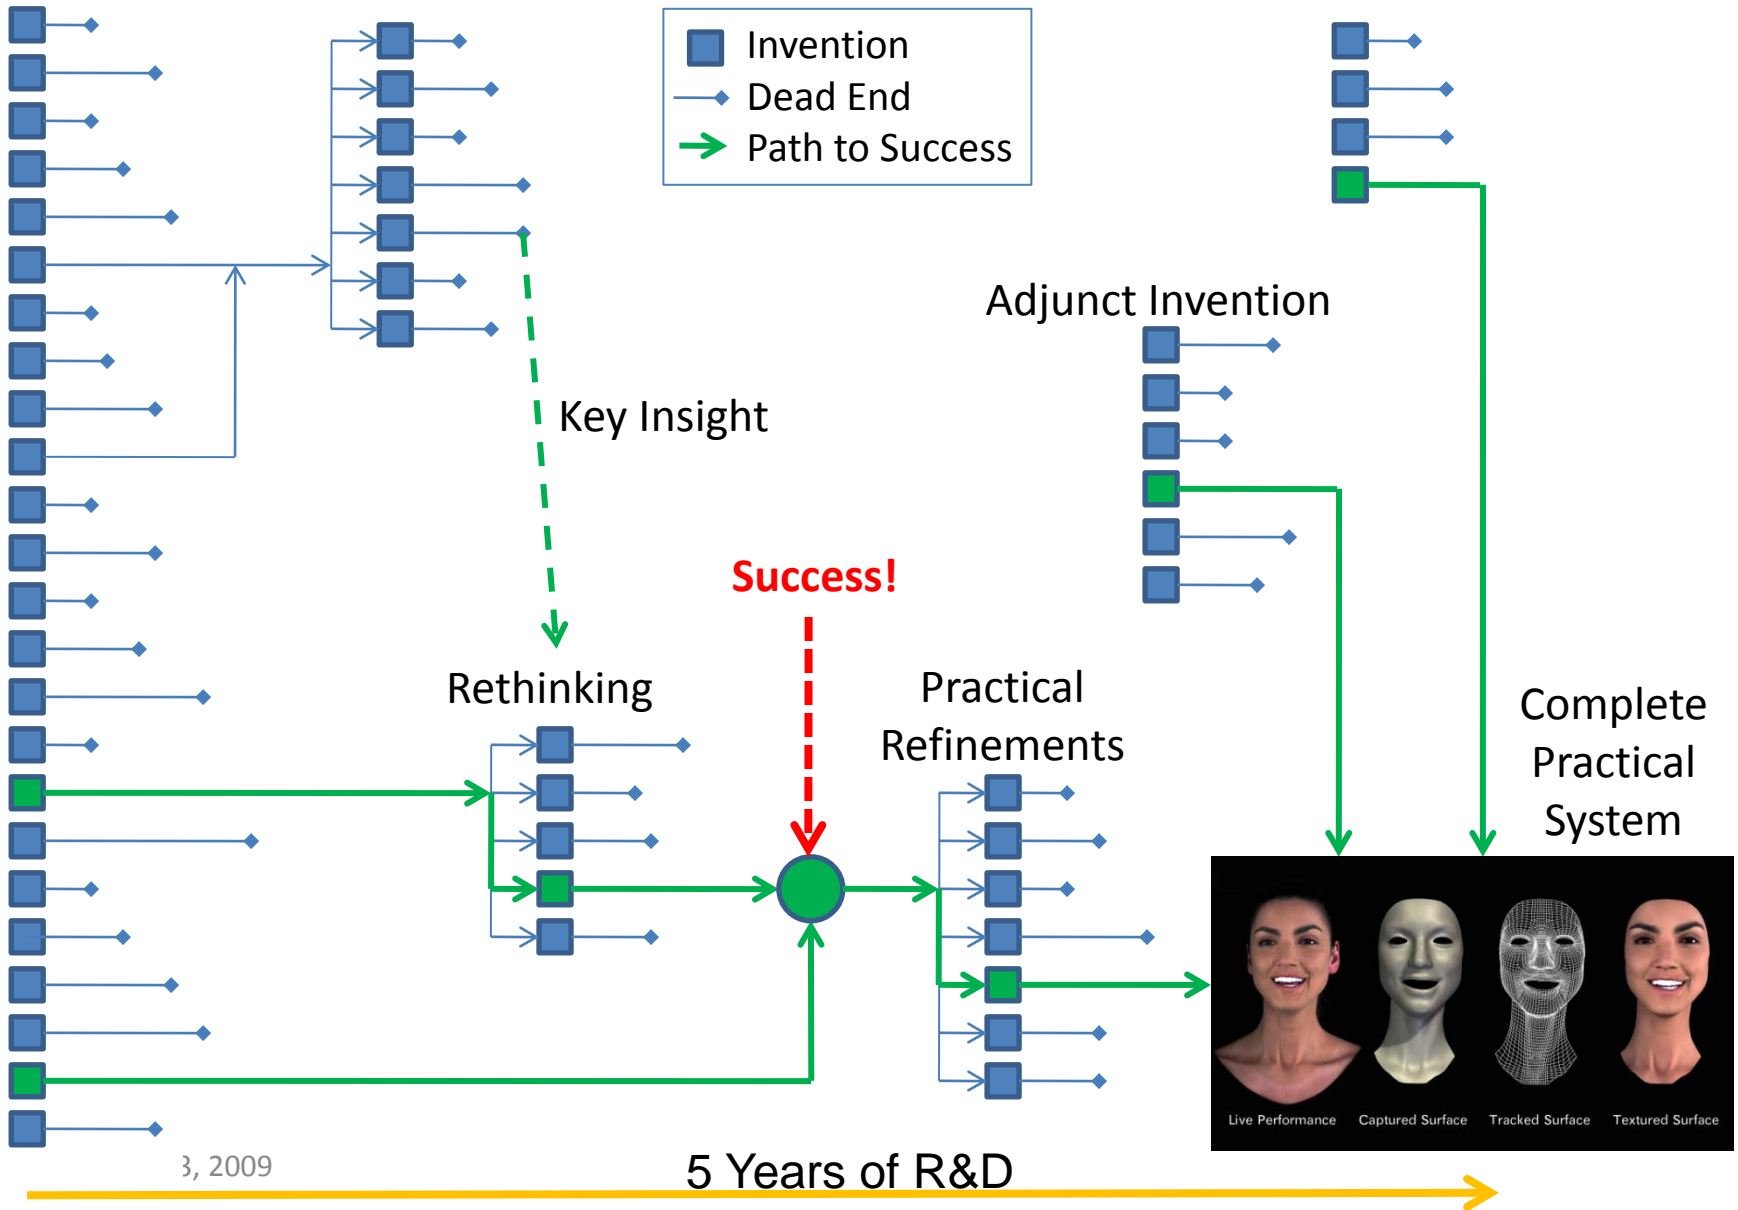 Invention
Dead End
Path to Success
Adjunct Invention
Key Insight
Success!
Rethinking
Practical
Refinements
Complete
Practical
System
Live Performance
Captured Surface
Tracked Surface
Textured Surface
3, 2009
5 Years of R&D